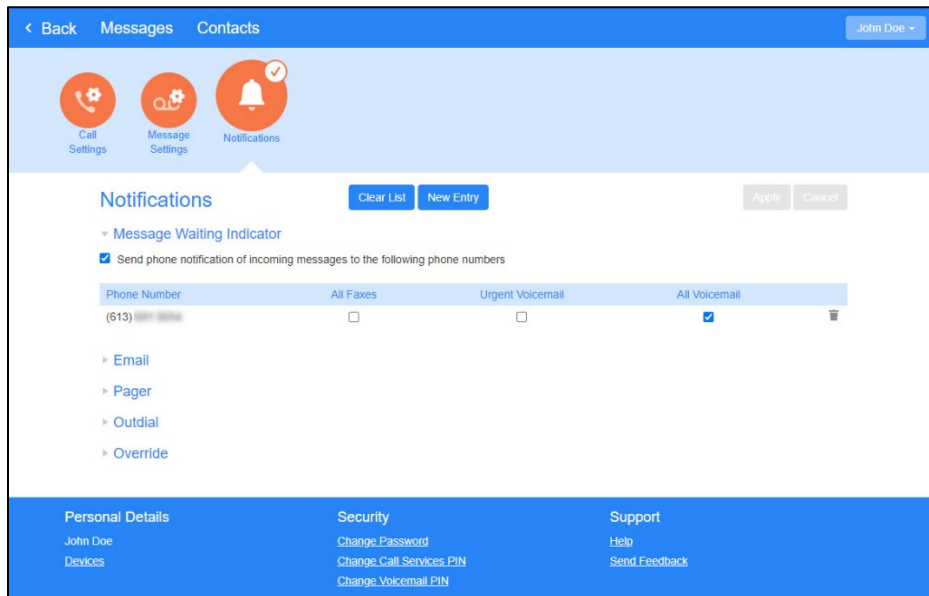 < Back Messages Contacts John Doe
Call
Settings
Message
Settings
Notifications
Notifications Clear List New Entry Apply Cancel
Message Waiting Indicator
Send phone notification of incoming messages to the following phone numbers
Phone Number All Faxes Urgent Voicemail All Voicemail
(613)
Email
Pager
Outdial
Override
Personal Details Security Support
John Doe Change Password Help
Devices Change Call Services PIN Send Feedback
Change Voicemail PIN